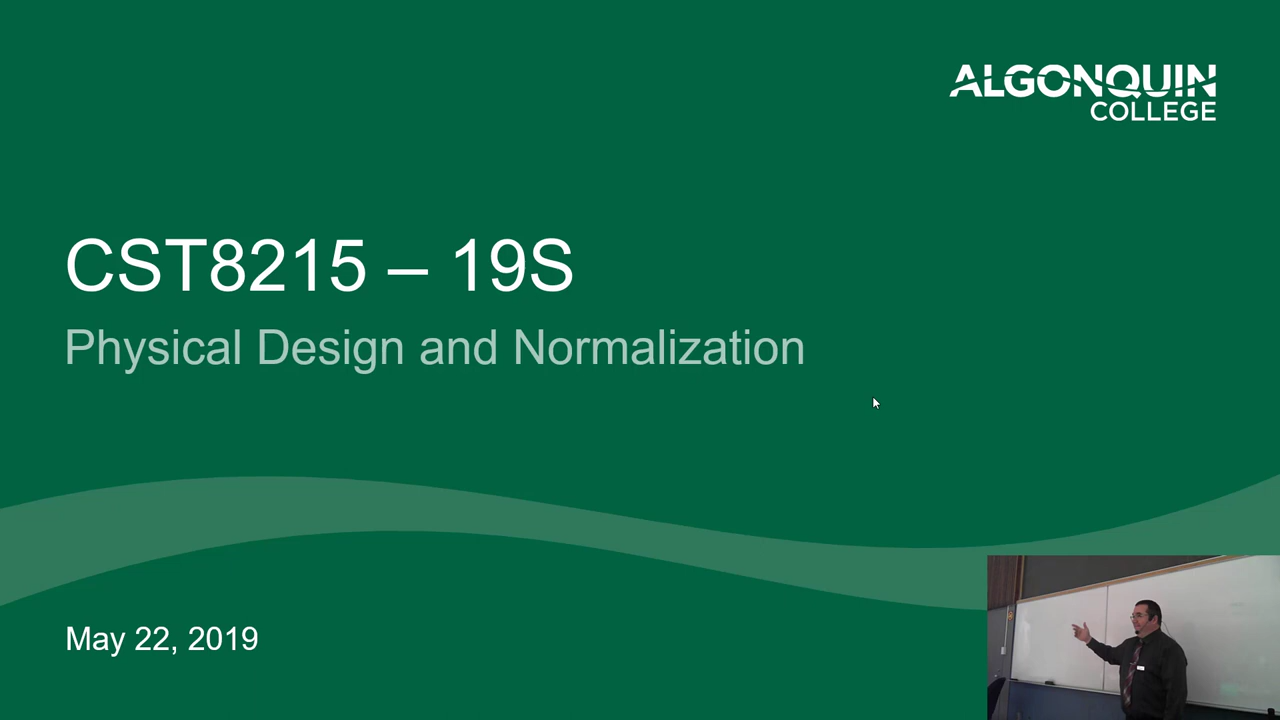 ALGONQUIN
COLLEGE
CST8215 – 19S
Physical Design and Normalization
May 22, 2019